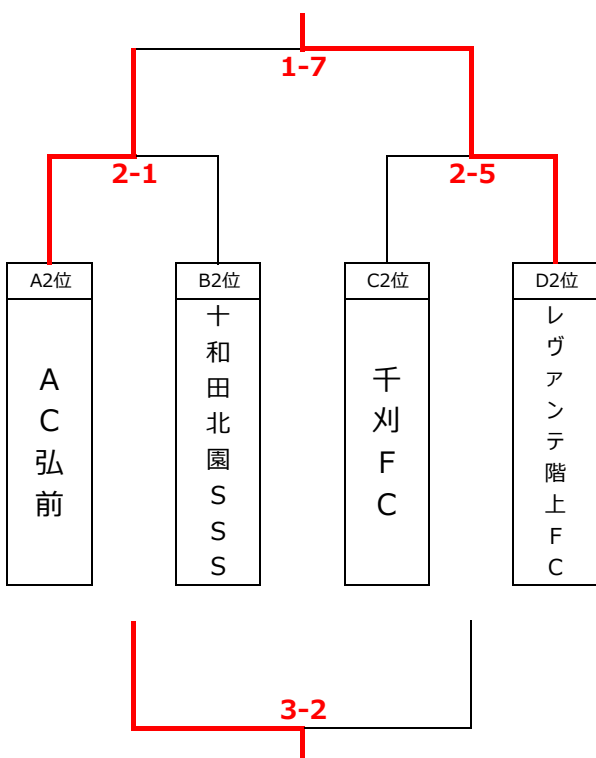 1-7
2-1
2-5
A2位
B2位
C2位
D2位
AC弘前
十和田北園SSS
千刈FC
レヴァンテ階上FC
3-2